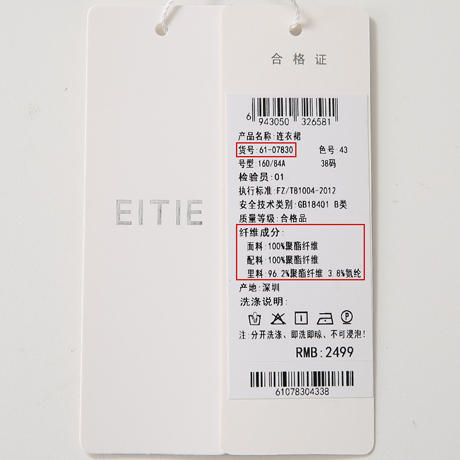 EITIE
合格证
6 943050 326581
产品名称:连衣裙
货号:61-07830 色号:43
号型:160/84A 38码
检验员:01
执行标准:FZ/T81004-2012
安全技术类别:GB18401 B类
质量等级:合格品
纤维成分:
面料:100%聚酯纤维
配料:100%聚酯纤维
里料:96.2%聚酯纤维 3.8%氨纶
产地:深圳
洗涤说明:
注:分开洗涤、即洗即晾、不可浸泡!
RMB:2499
61078304338